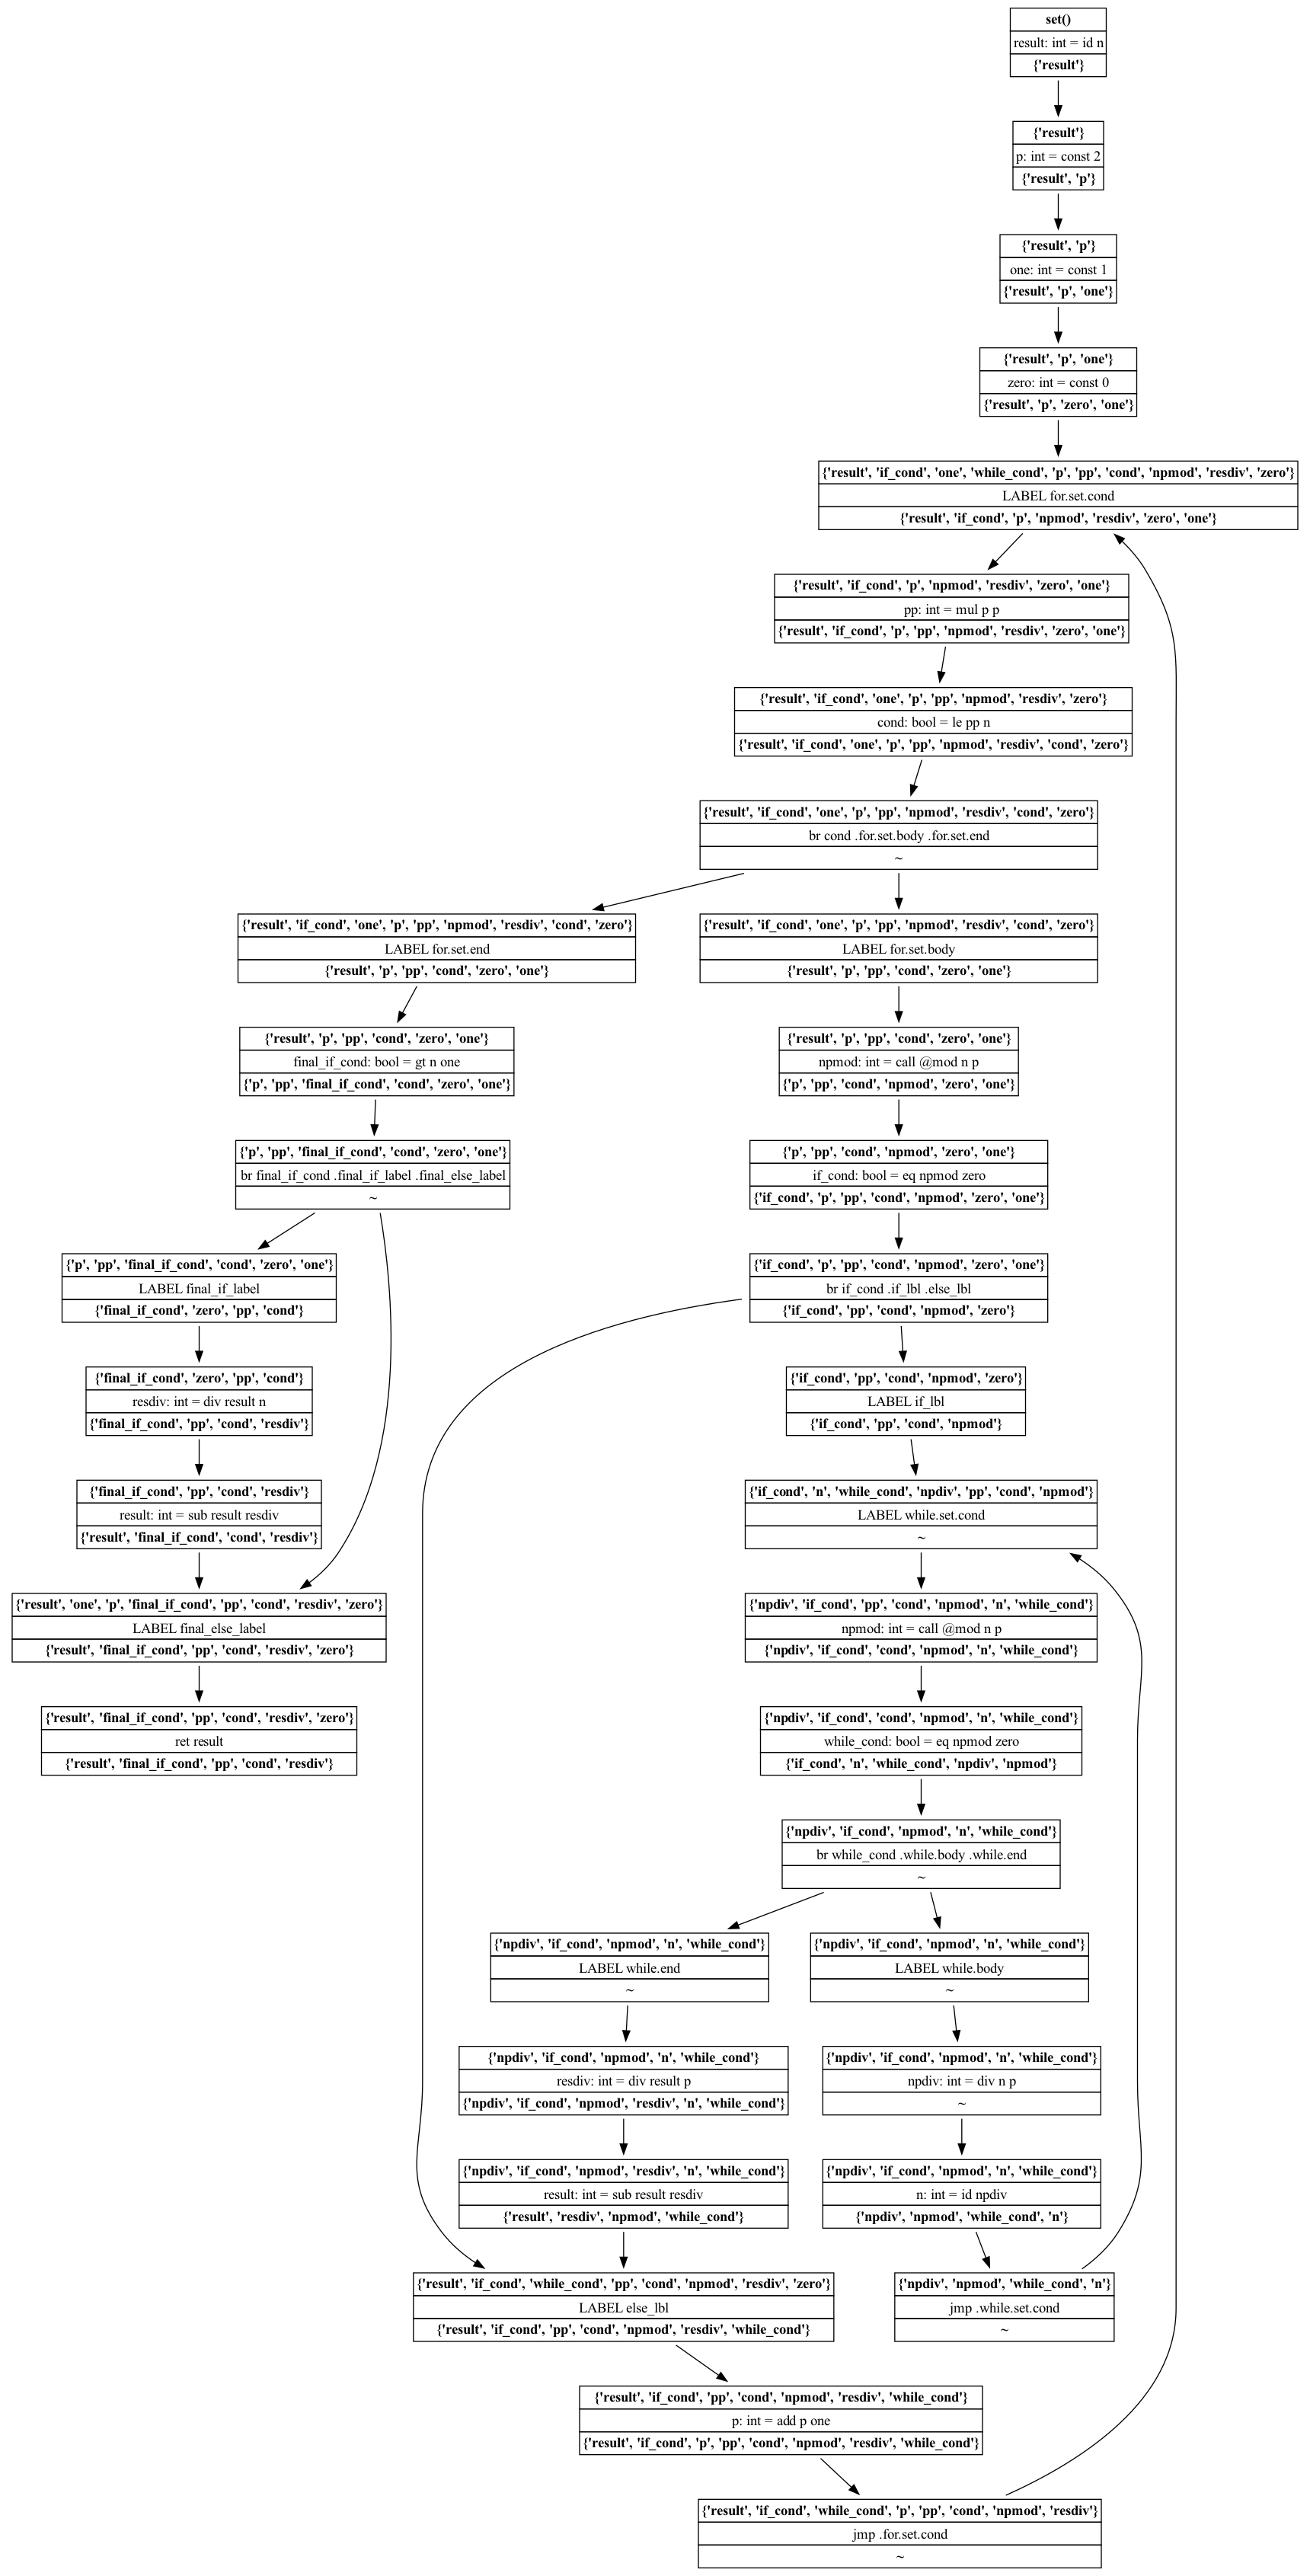 set()
result: int = id n
{'result'}
{'result'}
p: int = const 2
{'result', 'p'}
{'result', 'p'}
one: int = const 1
{'result', 'p', 'one'}
{'result', 'p', 'one'}
zero: int = const 0
{'result', 'p', 'zero', 'one'}
{'result', 'if_cond', 'one', 'while_cond', 'p', 'pp', 'cond', 'npmod', 'resdiv', 'zero'}
LABEL for.set.cond
{'result', 'if_cond', 'p', 'npmod', 'resdiv', 'zero', 'one'}
{'result', 'if_cond', 'p', 'npmod', 'resdiv', 'zero', 'one'}
pp: int = mul p p
{'result', 'if_cond', 'p', 'pp', 'npmod', 'resdiv', 'zero', 'one'}
{'result', 'if_cond', 'one', 'p', 'pp', 'npmod', 'resdiv', 'zero'}
cond: bool = le pp n
{'result', 'if_cond', 'one', 'p', 'pp', 'npmod', 'resdiv', 'cond', 'zero'}
{'result', 'if_cond', 'one', 'p', 'pp', 'npmod', 'resdiv', 'cond', 'zero'}
br cond .for.set.body .for.set.end
~
{'result', 'if_cond', 'one', 'p', 'pp', 'npmod', 'resdiv', 'cond', 'zero'}
LABEL for.set.end
{'result', 'p', 'pp', 'cond', 'zero', 'one'}
{'result', 'if_cond', 'one', 'p', 'pp', 'npmod', 'resdiv', 'cond', 'zero'}
LABEL for.set.body
{'result', 'p', 'pp', 'cond', 'zero', 'one'}
{'result', 'p', 'pp', 'cond', 'zero', 'one'}
final_if_cond: bool = gt n one
{'p', 'pp', 'final_if_cond', 'cond', 'zero', 'one'}
{'result', 'p', 'pp', 'cond', 'zero', 'one'}
npmod: int = call @mod n p
{'p', 'pp', 'cond', 'npmod', 'zero', 'one'}
{'p', 'pp', 'final_if_cond', 'cond', 'zero', 'one'}
br final_if_cond .final_if_label .final_else_label
~
{'p', 'pp', 'cond', 'npmod', 'zero', 'one'}
if_cond: bool = eq npmod zero
{'if_cond', 'p', 'pp', 'cond', 'npmod', 'zero', 'one'}
{'p', 'pp', 'final_if_cond', 'cond', 'zero', 'one'}
LABEL final_if_label
{'final_if_cond', 'zero', 'pp', 'cond'}
{'if_cond', 'p', 'pp', 'cond', 'npmod', 'zero', 'one'}
br if_cond .if_lbl .else_lbl
{'if_cond', 'pp', 'cond', 'npmod', 'zero'}
{'final_if_cond', 'zero', 'pp', 'cond'}
resdiv: int = div result n
{'final_if_cond', 'pp', 'cond', 'resdiv'}
{'if_cond', 'pp', 'cond', 'npmod', 'zero'}
LABEL if_lbl
{'if_cond', 'pp', 'cond', 'npmod'}
{'final_if_cond', 'pp', 'cond', 'resdiv'}
result: int = sub result resdiv
{'result', 'final_if_cond', 'cond', 'resdiv'}
{'if_cond', 'n', 'while_cond', 'npdiv', 'pp', 'cond', 'npmod'}
LABEL while.set.cond
~
{'result', 'one', 'p', 'final_if_cond', 'pp', 'cond', 'resdiv', 'zero'}
LABEL final_else_label
{'result', 'final_if_cond', 'pp', 'cond', 'resdiv', 'zero'}
{'npdiv', 'if_cond', 'pp', 'cond', 'npmod', 'n', 'while_cond'}
npmod: int = call @mod n p
{'npdiv', 'if_cond', 'cond', 'npmod', 'n', 'while_cond'}
{'result', 'final_if_cond', 'pp', 'cond', 'resdiv', 'zero'}
ret result
{'result', 'final_if_cond', 'pp', 'cond', 'resdiv'}
{'npdiv', 'if_cond', 'cond', 'npmod', 'n', 'while_cond'}
while_cond: bool = eq npmod zero
{'if_cond', 'n', 'while_cond', 'npdiv', 'npmod'}
{'npdiv', 'if_cond', 'npmod', 'n', 'while_cond'}
br while_cond .while.body .while.end
~
{'npdiv', 'if_cond', 'npmod', 'n', 'while_cond'}
LABEL while.end
~
{'npdiv', 'if_cond', 'npmod', 'n', 'while_cond'}
LABEL while.body
~
{'npdiv', 'if_cond', 'npmod', 'n', 'while_cond'}
resdiv: int = div result p
{'npdiv', 'if_cond', 'npmod', 'resdiv', 'n', 'while_cond'}
{'npdiv', 'if_cond', 'npmod', 'n', 'while_cond'}
npdiv: int = div n p
~
{'npdiv', 'if_cond', 'npmod', 'resdiv', 'n', 'while_cond'}
result: int = sub result resdiv
{'result', 'resdiv', 'npmod', 'while_cond'}
{'npdiv', 'if_cond', 'npmod', 'n', 'while_cond'}
n: int = id npdiv
{'npdiv', 'npmod', 'while_cond', 'n'}
{'result', 'if_cond', 'while_cond', 'pp', 'cond', 'npmod', 'resdiv', 'zero'}
LABEL else_lbl
{'result', 'if_cond', 'pp', 'cond', 'npmod', 'resdiv', 'while_cond'}
{'npdiv', 'npmod', 'while_cond', 'n'}
jmp .while.set.cond
~
{'result', 'if_cond', 'pp', 'cond', 'npmod', 'resdiv', 'while_cond'}
p: int = add p one
{'result', 'if_cond', 'p', 'pp', 'cond', 'npmod', 'resdiv', 'while_cond'}
{'result', 'if_cond', 'while_cond', 'p', 'pp', 'cond', 'npmod', 'resdiv'}
jmp .for.set.cond
~